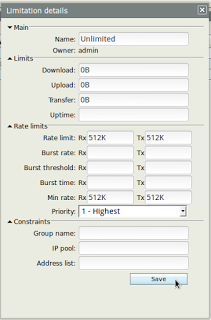 Limitation details
Main
Name: Unlimited
Owner: admin
Limits
Download: 0B
Upload: 0B
Transfer: 0B
Uptime:
Rate limits
Rate limit: Rx 512K Tx 512K
Burst rate: Rx Tx
Burst threshold: Rx Tx
Burst time: Rx Tx
Min rate: Rx 512K Tx 512K
Priority: 1 - Highest
Constraints
Group name:
IP pool:
Address list:
Save